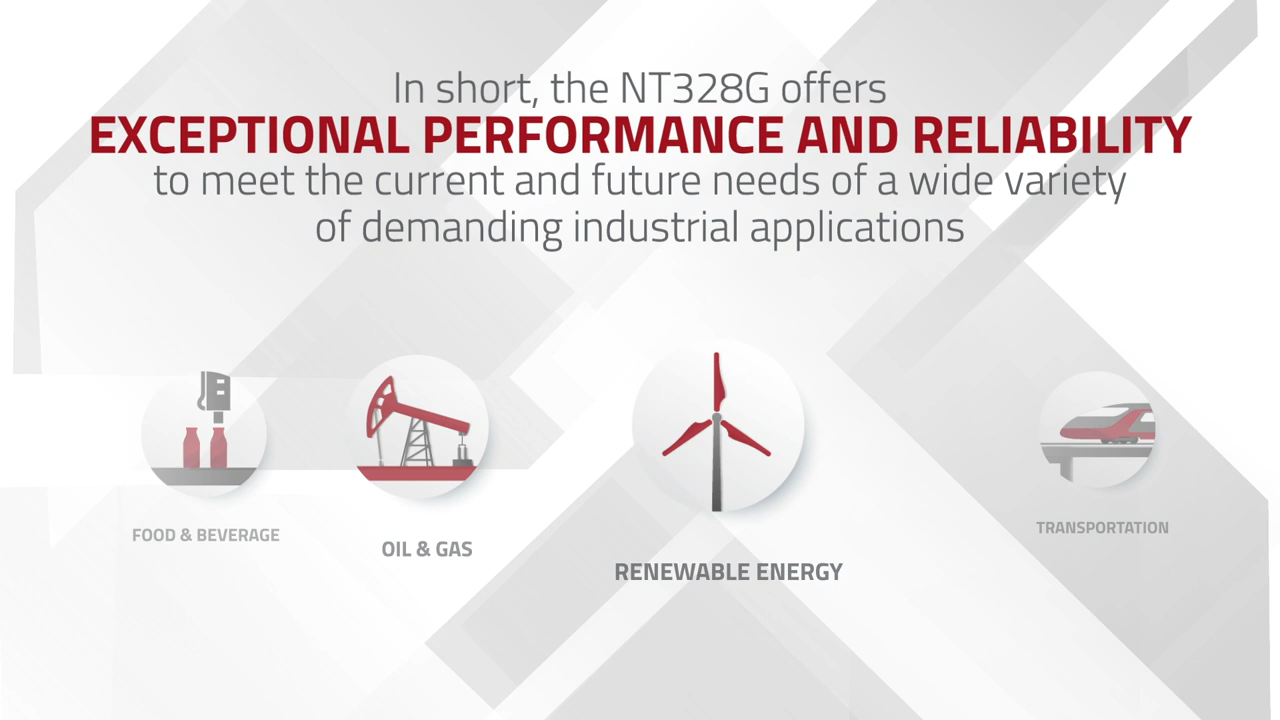 In short, the NT328G offers
EXCEPTIONAL PERFORMANCE AND RELIABILITY
to meet the current and future needs of a wide variety
of demanding industrial applications
FOOD & BEVERAGE
OIL & GAS
RENEWABLE ENERGY
TRANSPORTATION